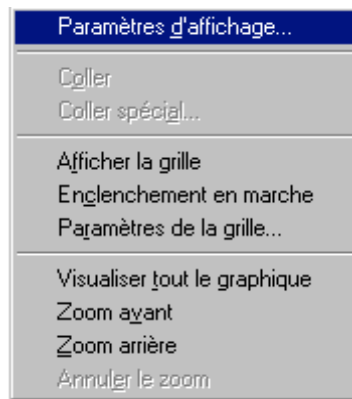 Paramètres d'affichage...
Coller
Coller spécial...
Afficher la grille
Enclenchement en marche
Paramètres de la grille...
Visualiser tout le graphique
Zoom avant
Zoom arrière
Annuler le zoom